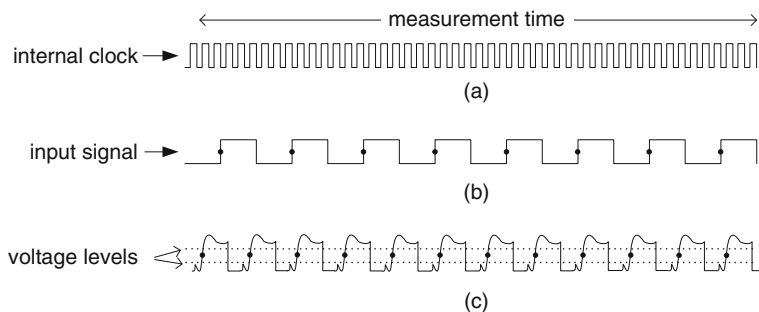 measurement time
internal clock
(a)
input signal
(b)
voltage levels
(c)